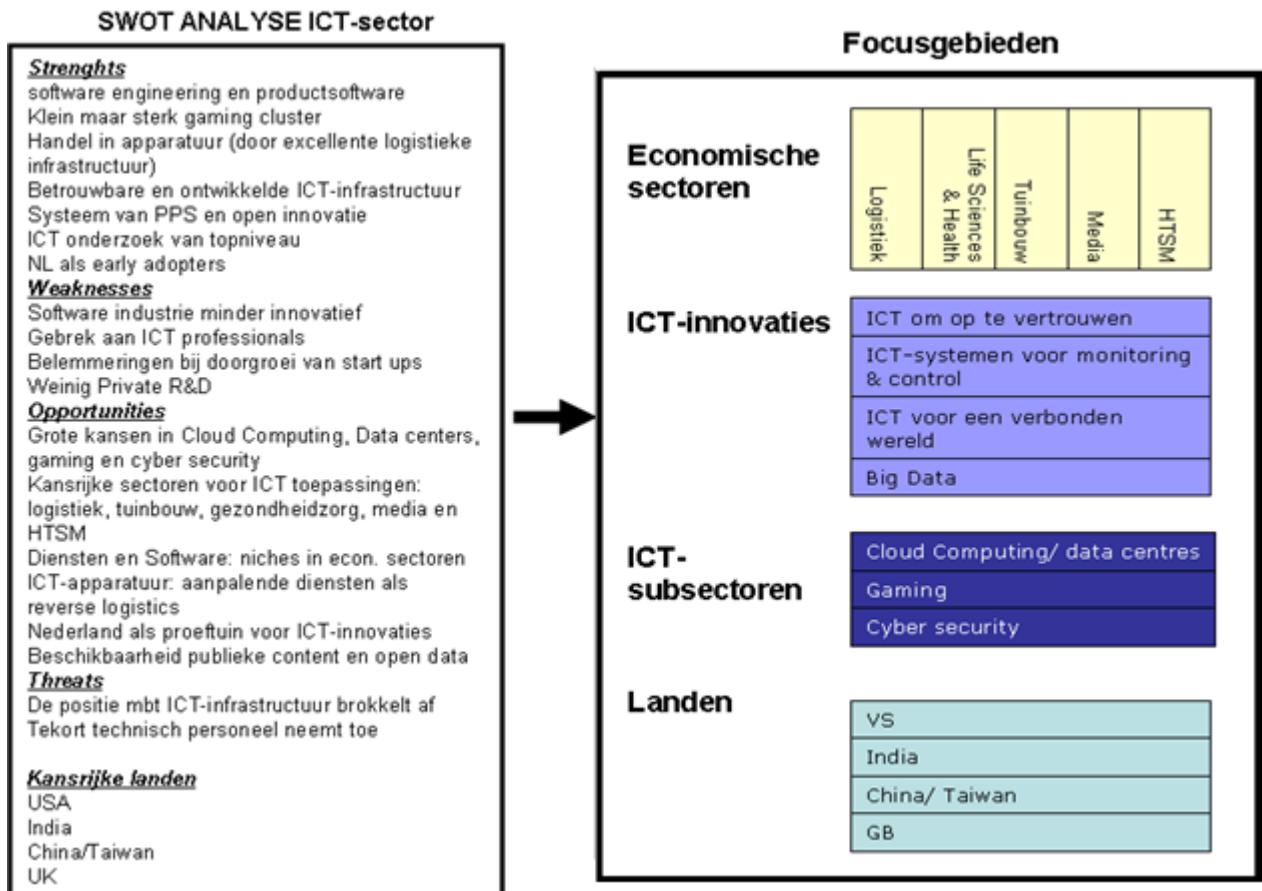 SWOT ANALYSE ICT-sector
Strenghts
software engineering en productsoftware
Klein maar sterk gaming cluster
Handel in apparatuur (door excellente logistieke
infrastructuur)
Betrouwbare en ontwikkelde ICT-infrastructuur
Systeem van PPS en open innovatie
ICT onderzoek van topniveau
NL als early adopters
Weaknesses
Software industrie minder innovatief
Gebrek aan ICT professionals
Belemmeringen bij doorgroei van start ups
Weinig Private R&D
Opportunities
Grote kansen in Cloud Computing, Data centers,
gaming en cyber security
Kansrijke sectoren voor ICT toepassingen:
logistiek, tuinbouw, gezondheidzorg, media en
HTSM
Diensten en Software: niches in econ. sectoren
ICT-apparatuur: aanpalende diensten als
reverse logistics
Nederland als proeftuin voor ICT-innovaties
Beschikbaarheid publieke content en open data
Threats
De positie mbt ICT-infrastructuur brokkelt af
Tekort technisch personeel neemt toe
Kansrijke landen
USA
India
China/Taiwan
UK
Focusgebieden
Economische
sectoren
Logistiek
Life Sciences
& Health
Tuinbouw
Media
HTSM
ICT-innovaties
ICT om op te vertrouwen
ICT-systemen voor monitoring
& control
ICT voor een verbonden
wereld
Big Data
ICT-
subsectoren
Cloud Computing/ data centres
Gaming
Cyber security
Landen
VS
India
China/ Taiwan
GB